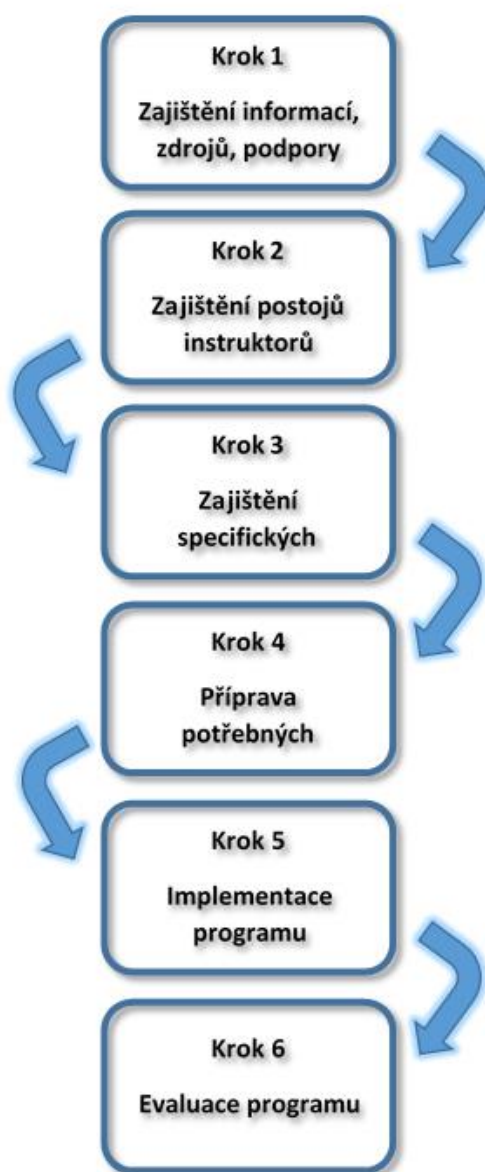 Krok 1
Zajištění informací,
zdrojů, podpory
Krok 2
Zajištění postojů
instruktorů
Krok 3
Zajištění
specifických
Krok 4
Příprava
potřebných
Krok 5
Implementace
programu
Krok 6
Evaluace programu